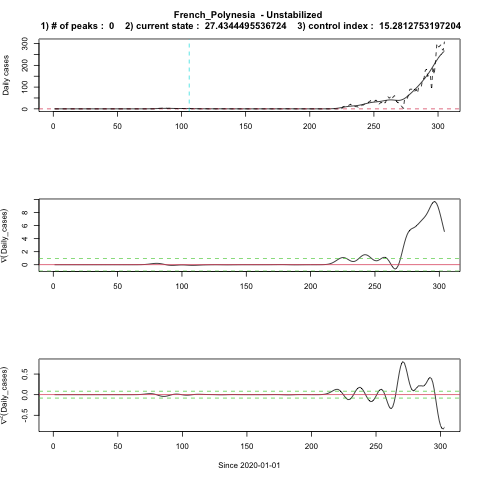 French_Polynesia - Unstabilized
1) # of peaks : 0 2) current state : 27.4344495536724 3) control index : 15.2812753197204
Daily cases
0 100 200 300
0 50 100 150 200 250 300
∇(Daily_cases)
0 2 4 6 8
0 50 100 150 200 250 300
∇²(Daily_cases)
-0.5 0.0 0.5
0 50 100 150 200 250 300
Since 2020-01-01